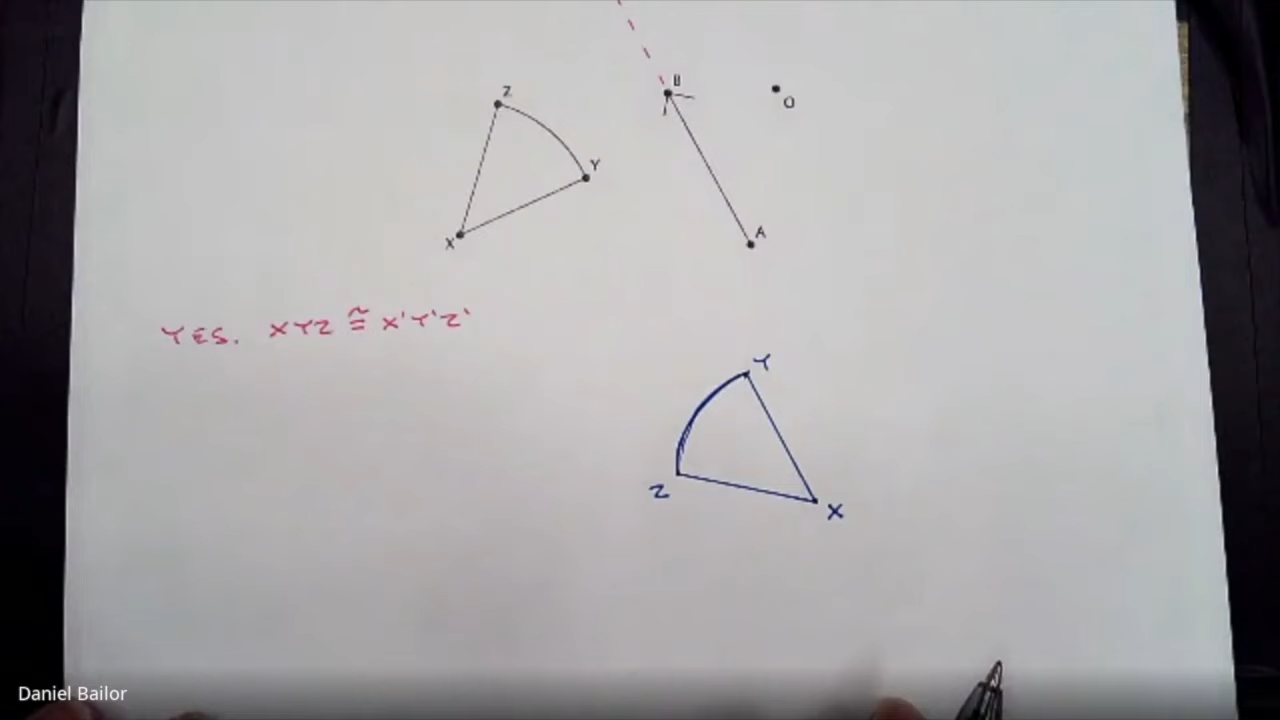 B
Z
O
Y
A
X
YES. XYZ ≅ X'Y'Z'
Y
Z
X
Daniel Bailor